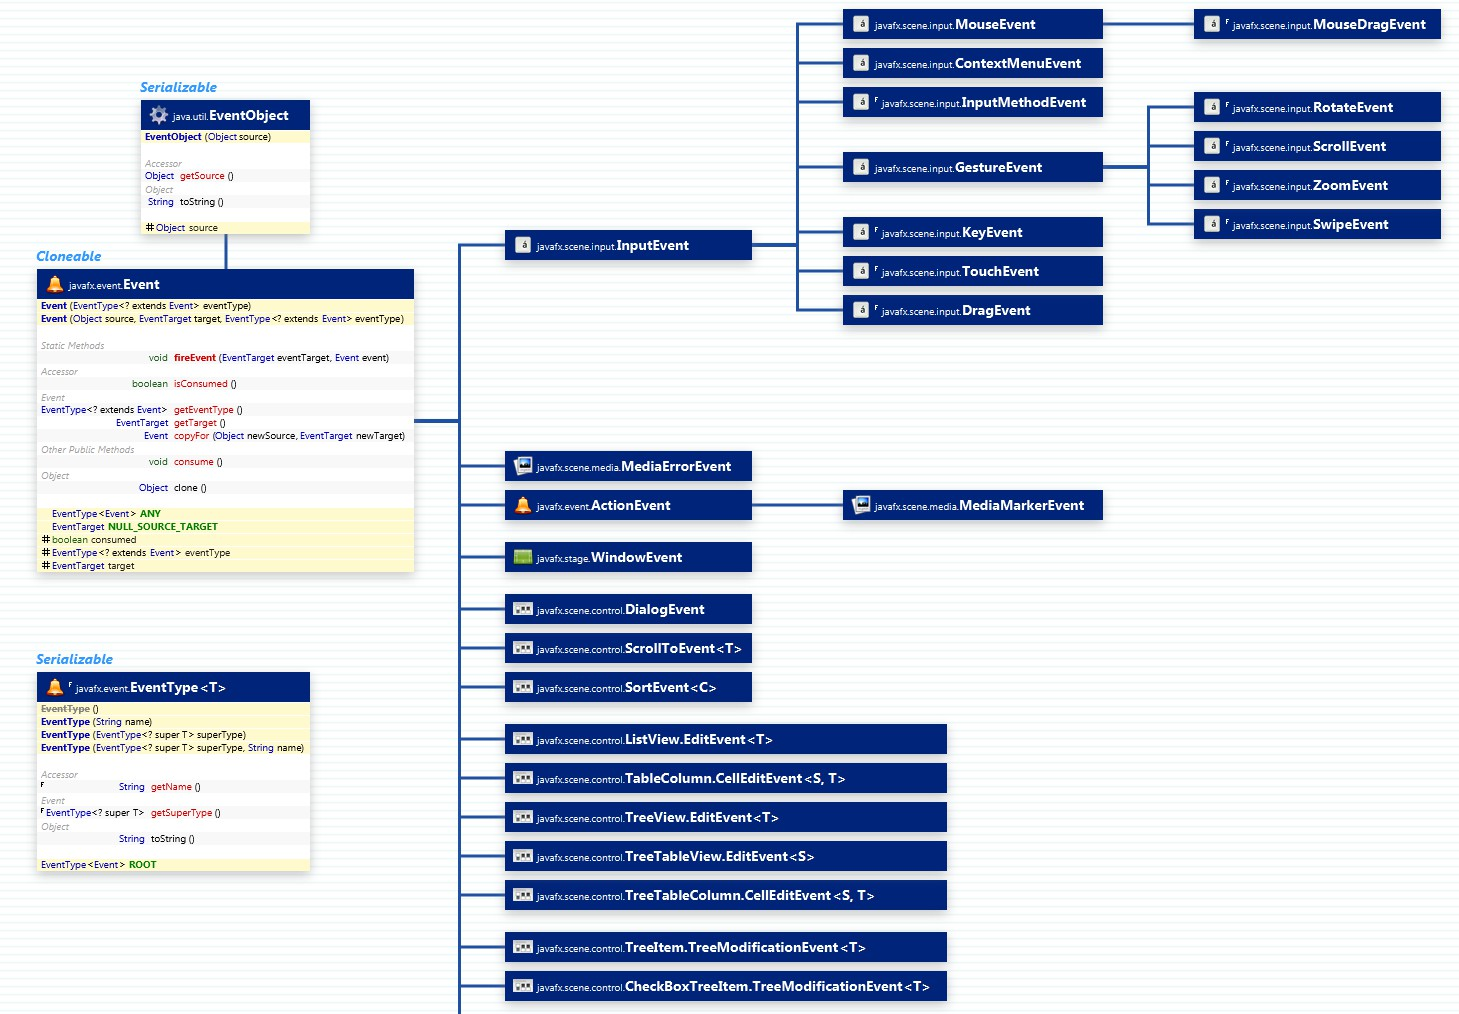 Serializable
java.util.EventObject
EventObject (Object source)
Accessor
Object getSource ()
Object
String toString ()
# Object source
Cloneable
javafx.event.Event
Event (EventType<? extends Event> eventType)
Event (Object source, EventTarget target, EventType<? extends Event> eventType)
Static Methods
void fireEvent (EventTarget eventTarget, Event event)
Accessor
boolean isConsumed ()
Event
EventType<? extends Event> getEventType ()
EventTarget getTarget ()
Event copyFor (Object newSource, EventTarget newTarget)
Other Public Methods
void consume ()
Object
Object clone ()
EventType<Event> ANY
EventTarget NULL_SOURCE_TARGET
# boolean consumed
# EventType<? extends Event> eventType
# EventTarget target
Serializable
F javafx.event.EventType<T>
EventType ()
EventType (String name)
EventType (EventType<? super T> superType)
EventType (EventType<? super T> superType, String name)
Accessor
F String getName ()
Event
F EventType<? super T> getSuperType ()
Object
String toString ()
EventType<Event> ROOT
javafx.scene.input.InputEvent
javafx.scene.input.MouseEvent
F javafx.scene.input.MouseDragEvent
javafx.scene.input.ContextMenuEvent
F javafx.scene.input.InputMethodEvent
javafx.scene.input.GestureEvent
F javafx.scene.input.RotateEvent
F javafx.scene.input.ScrollEvent
F javafx.scene.input.ZoomEvent
F javafx.scene.input.SwipeEvent
F javafx.scene.input.KeyEvent
F javafx.scene.input.TouchEvent
F javafx.scene.input.DragEvent
javafx.scene.media.MediaErrorEvent
javafx.event.ActionEvent
javafx.scene.media.MediaMarkerEvent
javafx.stage.WindowEvent
javafx.scene.control.DialogEvent
javafx.scene.control.ScrollToEvent<T>
javafx.scene.control.SortEvent<C>
javafx.scene.control.ListView.EditEvent<T>
javafx.scene.control.TableColumn.CellEditEvent<S, T>
javafx.scene.control.TreeView.EditEvent<T>
javafx.scene.control.TreeTableView.EditEvent<S>
javafx.scene.control.TreeTableColumn.CellEditEvent<S, T>
javafx.scene.control.TreeItem.TreeModificationEvent<T>
javafx.scene.control.CheckBoxTreeItem.TreeModificationEvent<T>